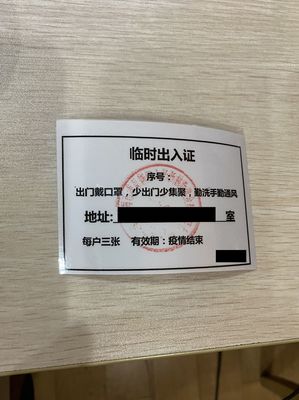 临时出入证
序号：
出门戴口罩，少出门少集聚，勤洗手勤通风
地址: 室
每户三张 有效期：疫情结束